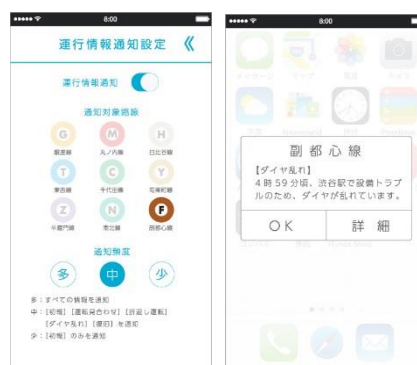 8:00
運行情報通知設定 《
運行情報通知
通知対象路線
G M H
銀座線 丸ノ内線 日比谷線
T C Y
東西線 千代田線 有楽町線
Z N F
半蔵門線 南北線 副都心線
通知頻度
多 中 少
多：すべての情報を通知
中：[初報] [運転見合わせ] [折返し運転]
[ダイヤ乱れ] [復旧] を通知
少：[初報] のみを通知
8:00
副都心線
【ダイヤ乱れ】
4時59分頃、渋谷駅で設備トラブ
ルのため、ダイヤが乱れています。
OK 詳細